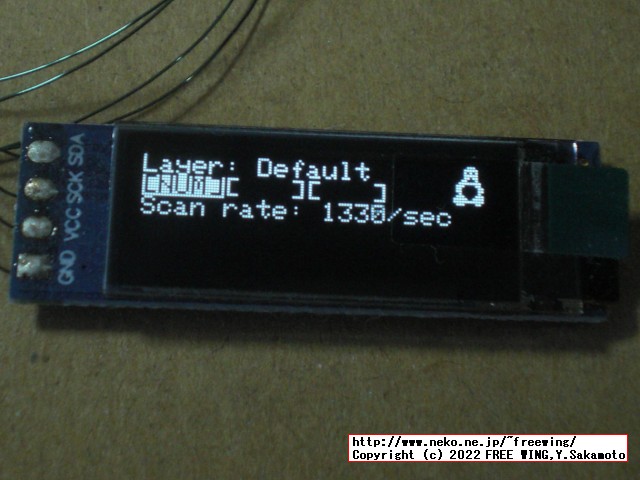 Layer: Default
[NUM][    ][    ]
Scan rate: 1330/sec
SDA
SCK
VCC
GND
http://www.neko.ne.jp/~freewing/
Copyright (c) 2022 FREE WING,Y.Sakamoto